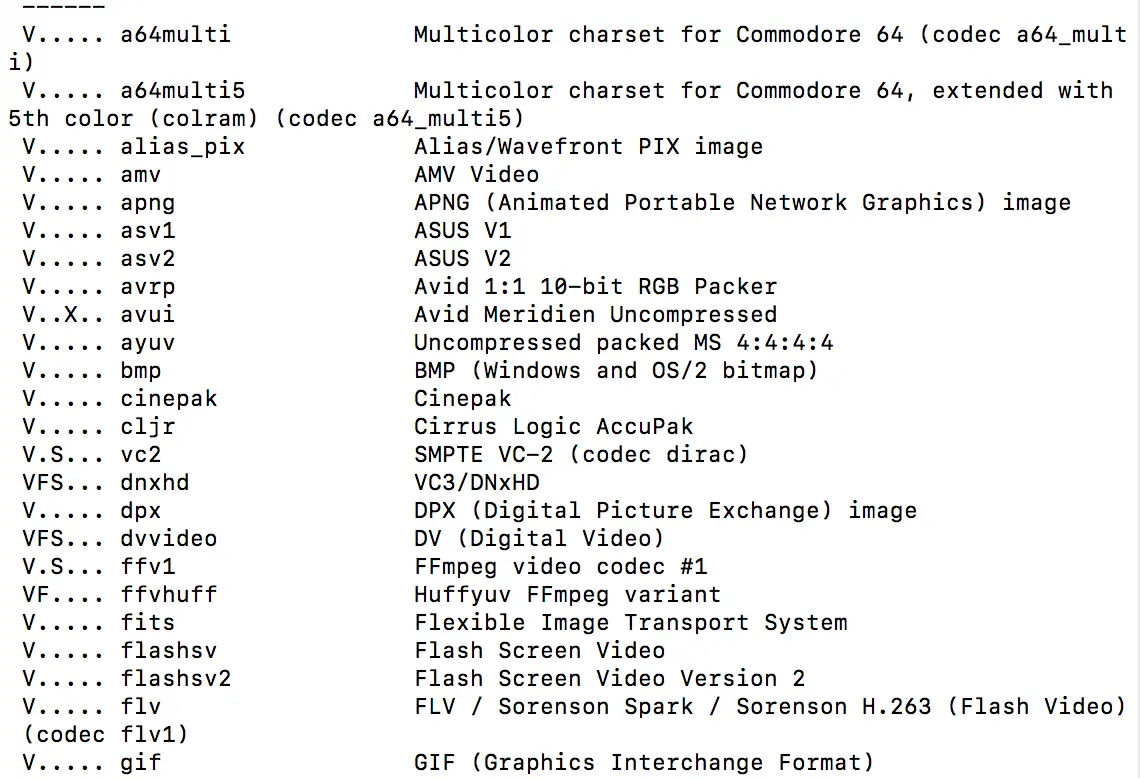 ------
V..... a64multi Multicolor charset for Commodore 64 (codec a64_mult
i)
V..... a64multi5 Multicolor charset for Commodore 64, extended with
5th color (colram) (codec a64_multi5)
V..... alias_pix Alias/Wavefront PIX image
V..... amv AMV Video
V..... apng APNG (Animated Portable Network Graphics) image
V..... asv1 ASUS V1
V..... asv2 ASUS V2
V..... avrp Avid 1:1 10-bit RGB Packer
V..X.. avui Avid Meridien Uncompressed
V..... ayuv Uncompressed packed MS 4:4:4:4
V..... bmp BMP (Windows and OS/2 bitmap)
V..... cinepak Cinepak
V..... cljr Cirrus Logic AccuPak
V.S... vc2 SMPTE VC-2 (codec dirac)
VFS... dnxhd VC3/DNxHD
V..... dpx DPX (Digital Picture Exchange) image
VFS... dvvideo DV (Digital Video)
V.S... ffv1 FFmpeg video codec #1
VF.... ffvhuff Huffyuv FFmpeg variant
V..... fits Flexible Image Transport System
V..... flashsv Flash Screen Video
V..... flashsv2 Flash Screen Video Version 2
V..... flv FLV / Sorenson Spark / Sorenson H.263 (Flash Video)
(codec flv1)
V..... gif GIF (Graphics Interchange Format)